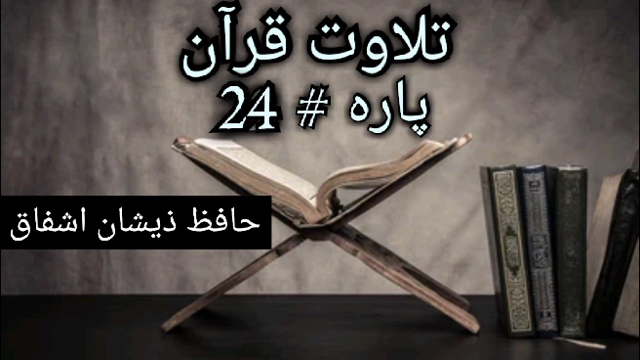 تلاوت قرآن
پارہ # 24
حافظ ذیشان اشفاق